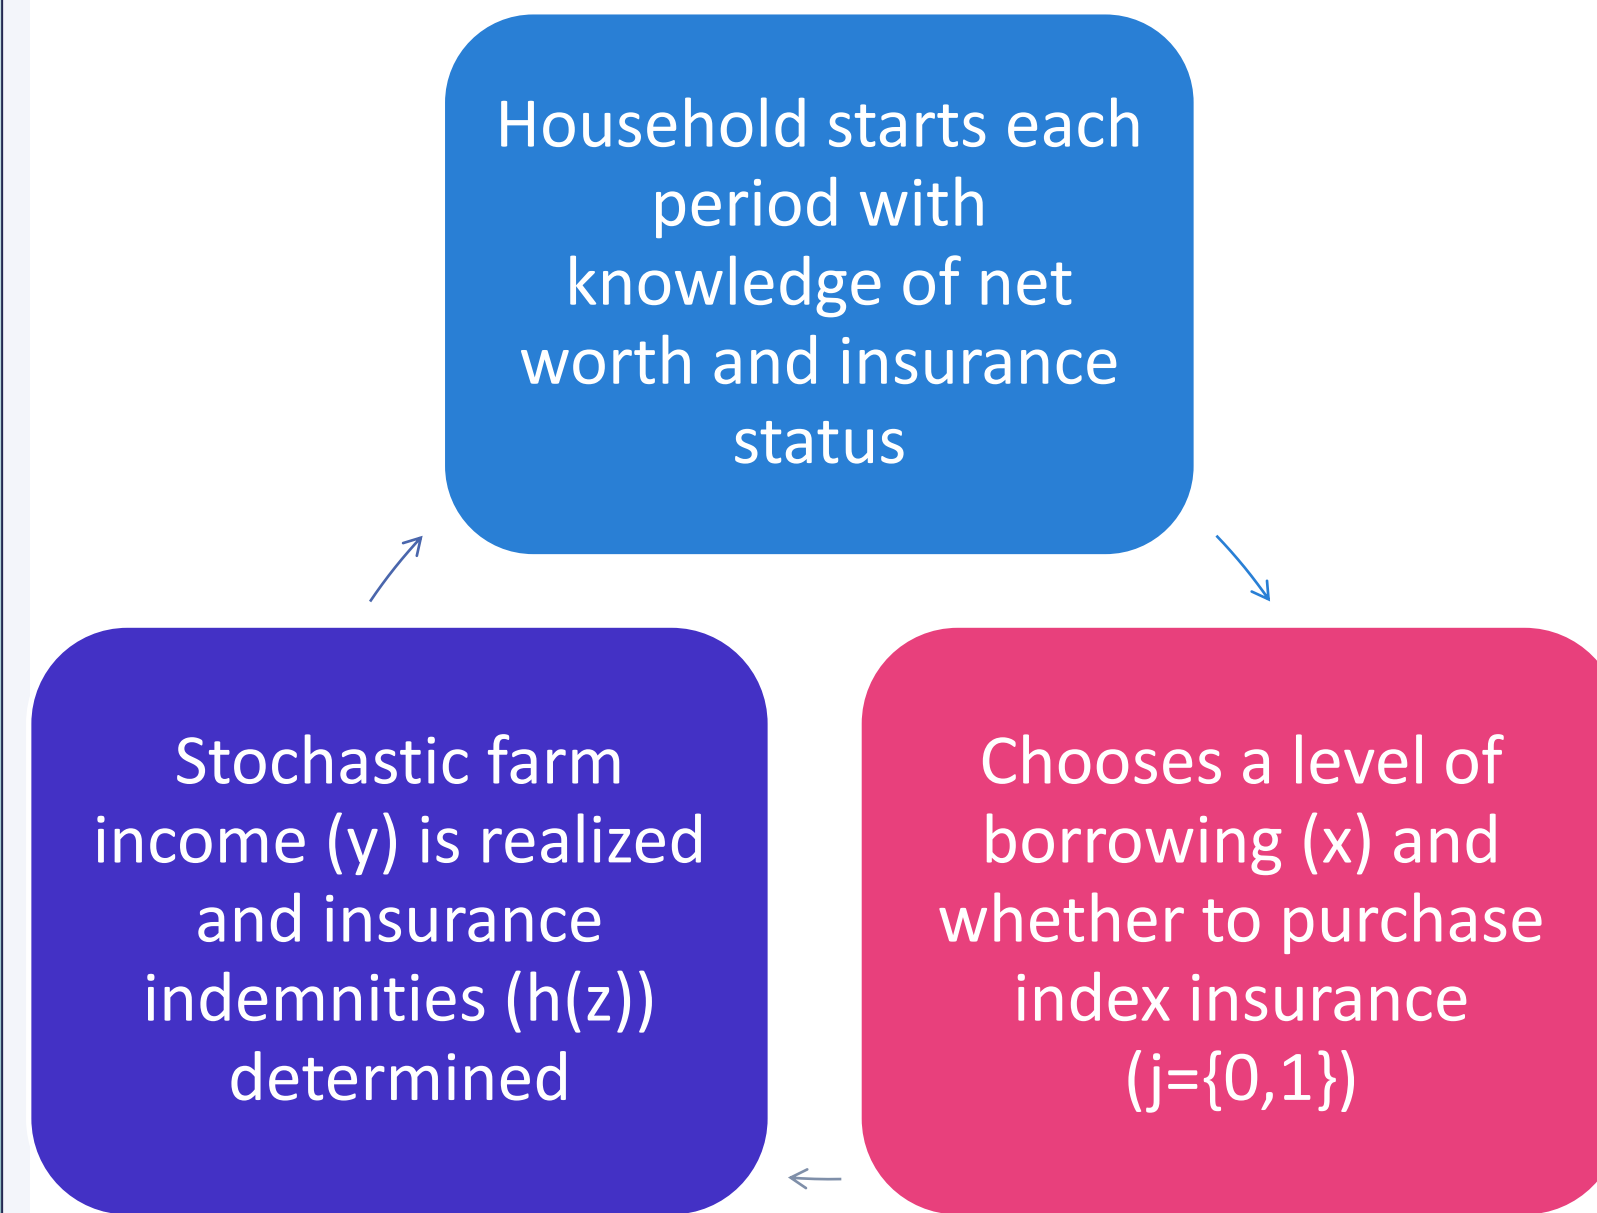 Household starts each
period with
knowledge of net
worth and insurance
status
Chooses a level of
borrowing (x) and
whether to purchase
index insurance
(j={0,1})
Stochastic farm
income (y) is realized
and insurance
indemnities (h(z))
determined